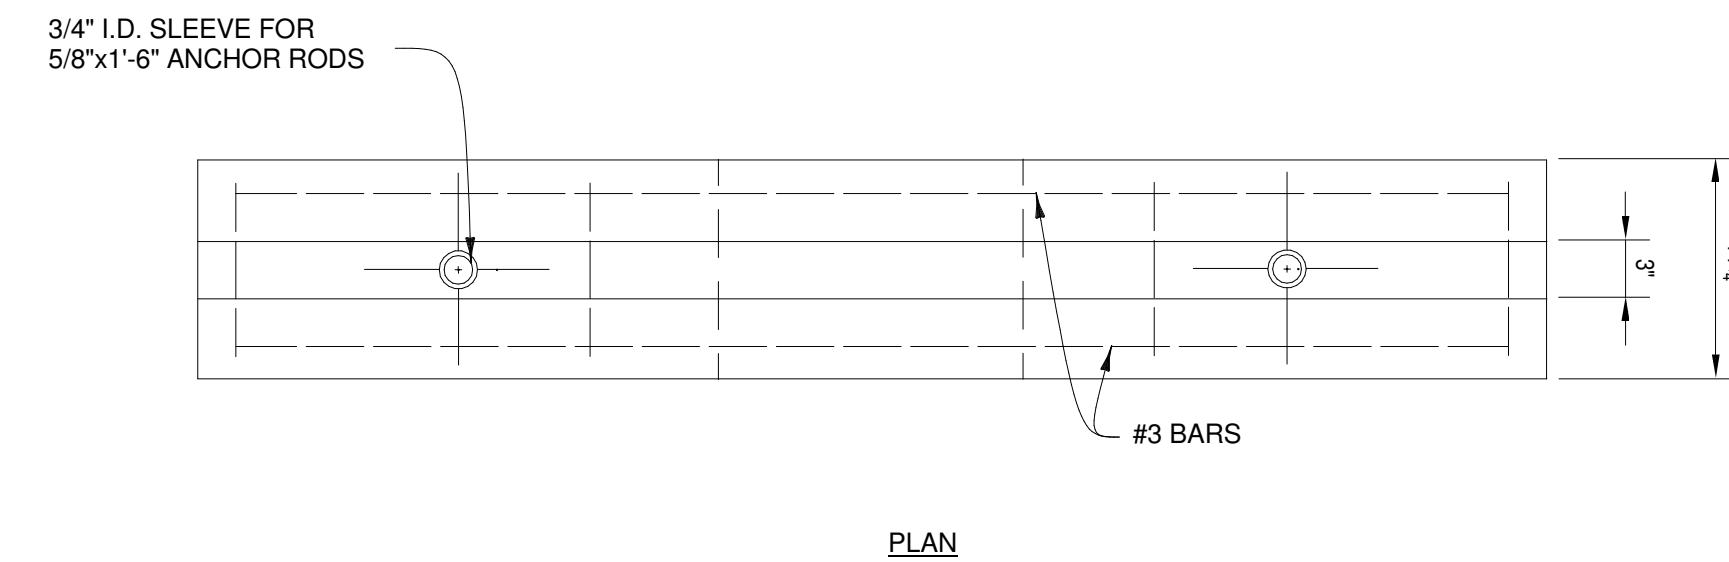 3/4" I.D. SLEEVE FOR
5/8"x1'-6" ANCHOR RODS
3"
#3 BARS
PLAN